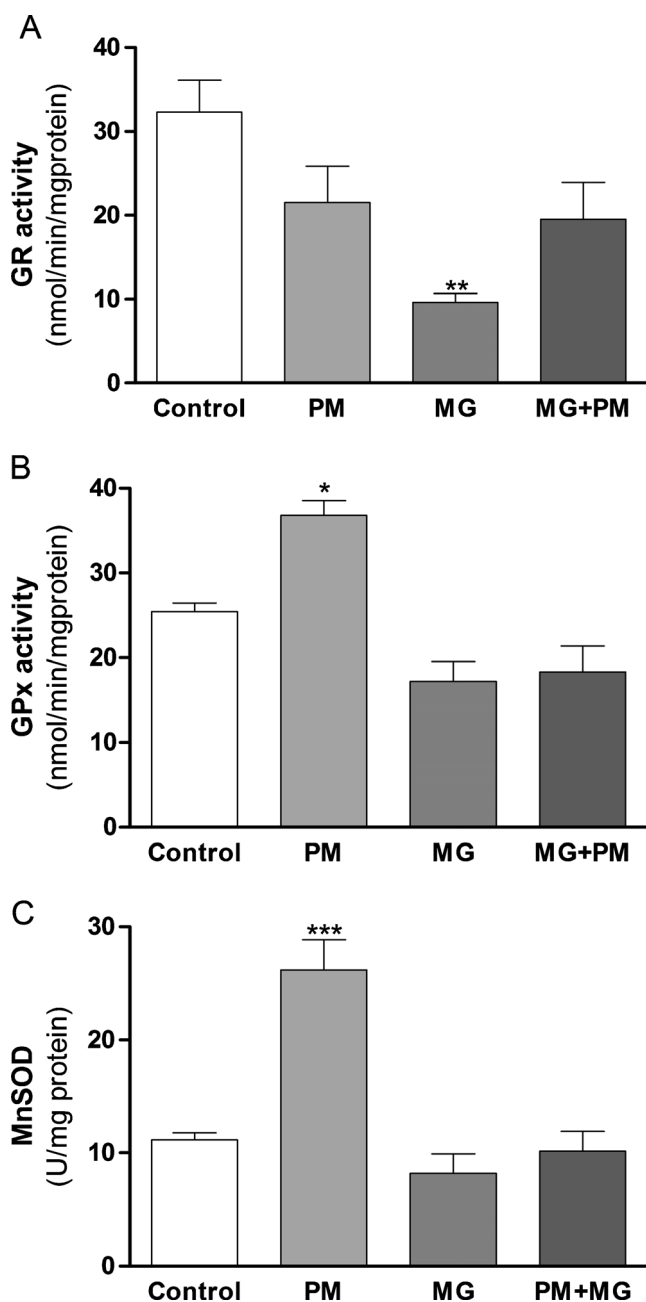 A
GR activity
(nmol/min/mgprotein)
40
30
20
10
0
**
Control PM MG MG+PM
B
GPx activity
(nmol/min/mgprotein)
40
30
20
10
0
*
Control PM MG MG+PM
C
MnSOD
(U/mg protein)
30
20
10
0
***
Control PM MG PM+MG